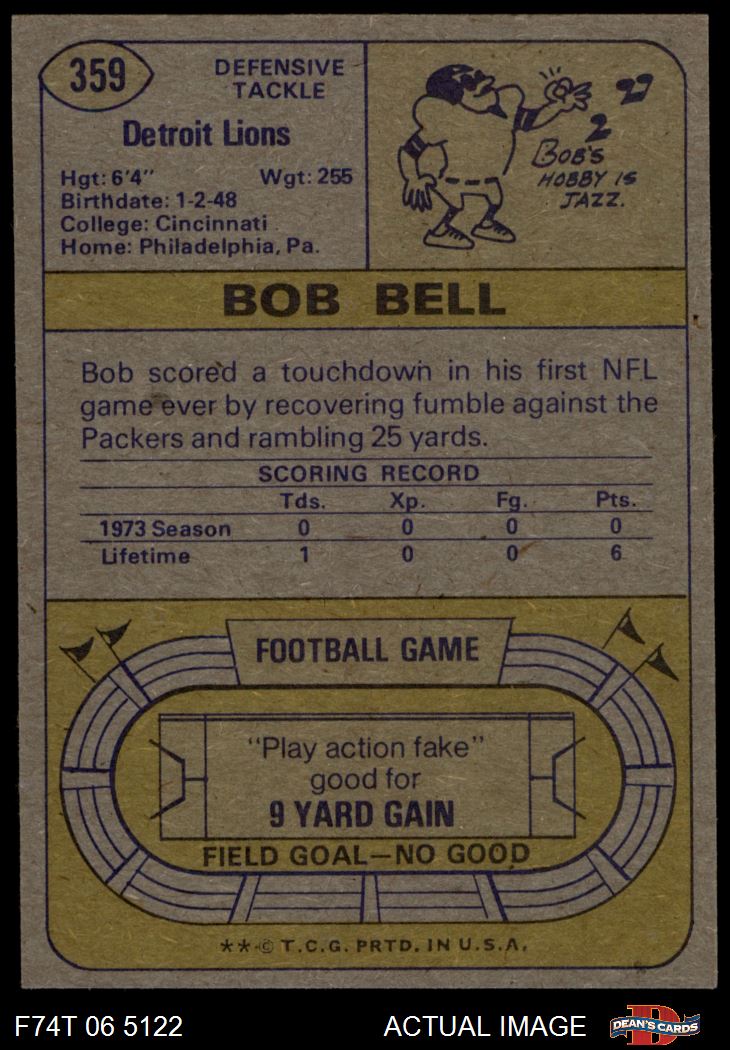 359
DEFENSIVE
TACKLE
Detroit Lions
Hgt: 6'4" Wgt: 255
Birthdate: 1-2-48
College: Cincinnati
Home: Philadelphia, Pa.
BOB'S
HOBBY IS
JAZZ.
BOB BELL
Bob scored a touchdown in his first NFL
game ever by recovering fumble against the
Packers and rambling 25 yards.
SCORING RECORD
Tds. Xp. Fg. Pts.
1973 Season 0 0 0 0
Lifetime 1 0 0 6
FOOTBALL GAME
"Play action fake"
good for
9 YARD GAIN
FIELD GOAL—NO GOOD
**© T.C.G. PRTD. IN U.S.A.
F74T 06 5122 ACTUAL IMAGE
D
DEAN'S CARDS